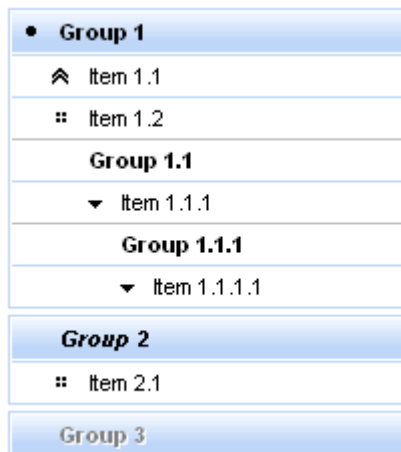 Group 1
Item 1.1
Item 1.2
Group 1.1
Item 1.1.1
Group 1.1.1
Item 1.1.1.1
Group 2
Item 2.1
Group 3